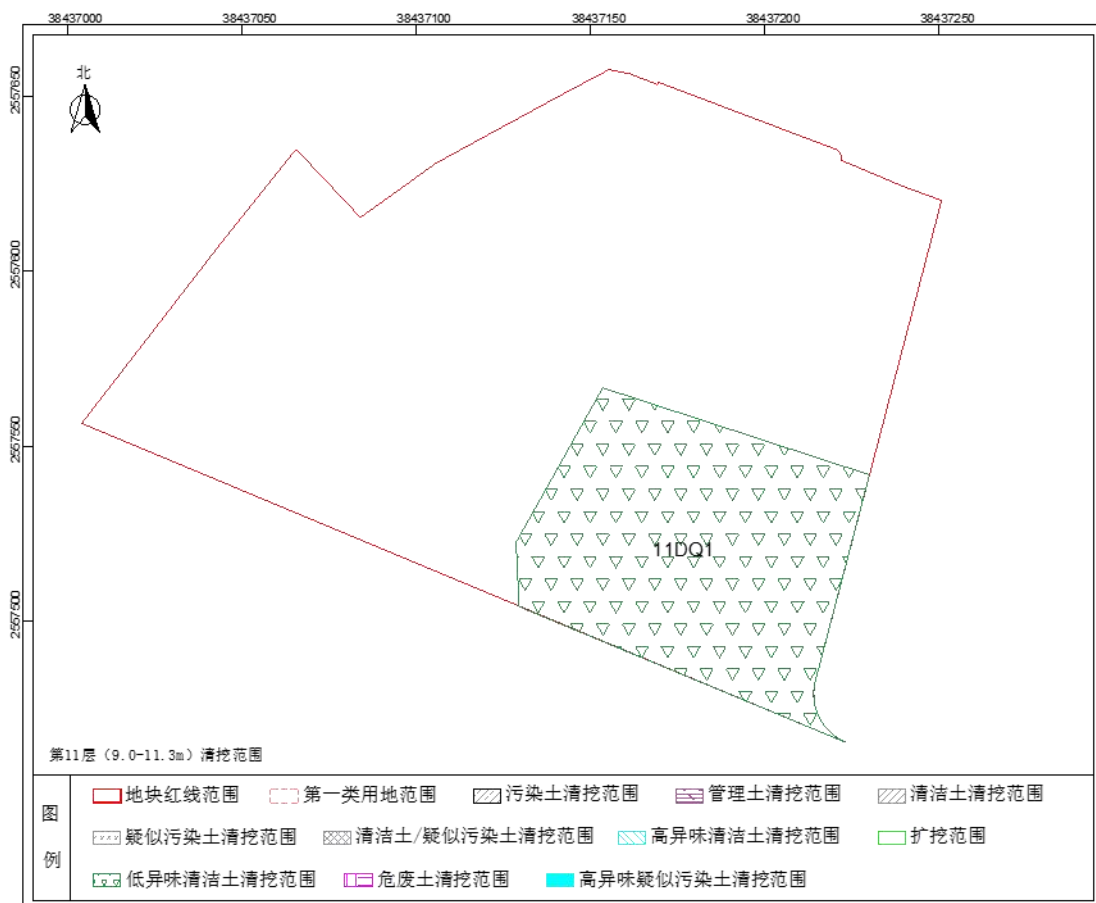 38437000 38437050 38437100 38437150 38437200 38437250
北
2557650
2557600
2557550
2557500
11DQ1
第11层（9.0-11.3m）清挖范围
图例
地块红线范围 第一类用地范围 污染土清挖范围 管理土清挖范围 清洁土清挖范围
疑似污染土清挖范围 清洁土/疑似污染土清挖范围 高异味清洁土清挖范围 扩挖范围
低异味清洁土清挖范围 危废土清挖范围 高异味疑似污染土清挖范围